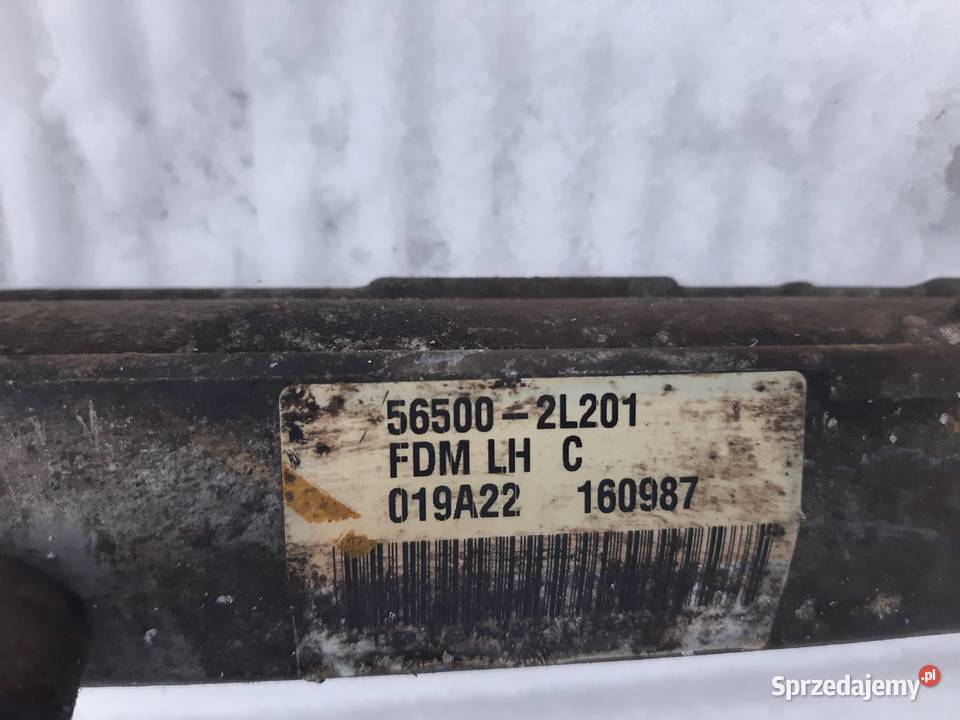 56500-2L201
FDM LH C
019A22 160987
Sprzedajemy.pl